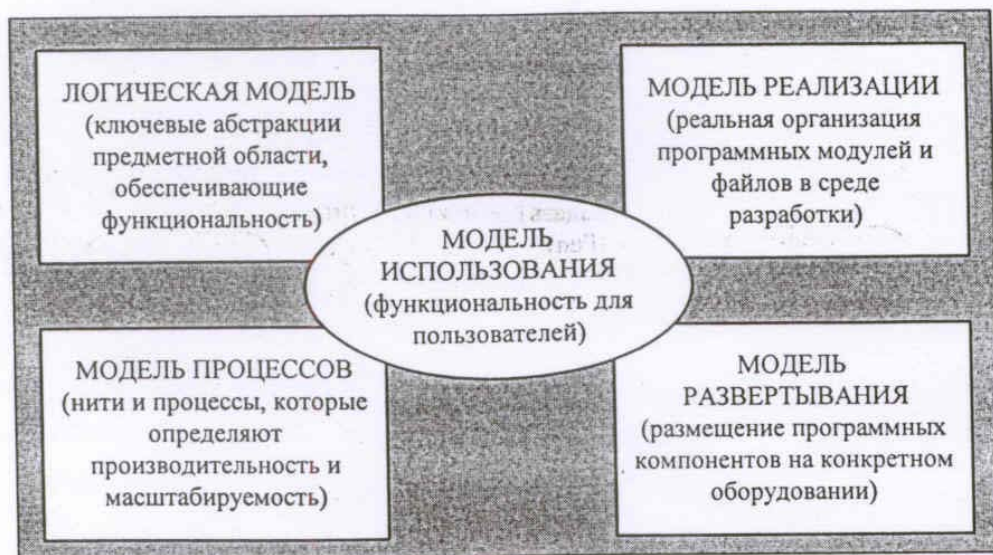 ЛОГИЧЕСКАЯ МОДЕЛЬ
(ключевые абстракции
предметной области,
обеспечивающие
функциональность)
МОДЕЛЬ РЕАЛИЗАЦИИ
(реальная организация
программных модулей и
файлов в среде
разработки)
МОДЕЛЬ
ИСПОЛЬЗОВАНИЯ
(функциональность для
пользователей)
МОДЕЛЬ ПРОЦЕССОВ
(нити и процессы, которые
определяют
производительность и
масштабируемость)
МОДЕЛЬ
РАЗВЕРТЫВАНИЯ
(размещение программных
компонентов на конкретном
оборудовании)